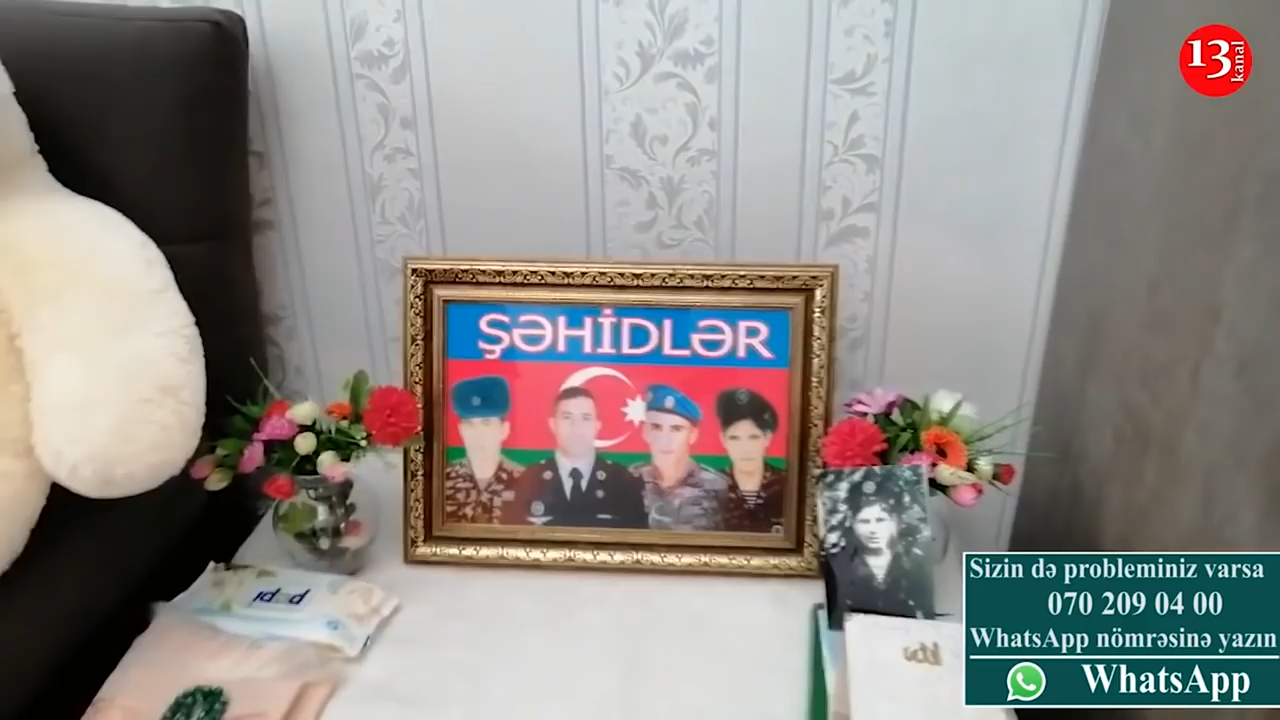 13
kanal
ŞƏHİDLƏR
Sizin də probleminiz varsa
070 209 04 00
WhatsApp nömrəsinə yazın
WhatsApp